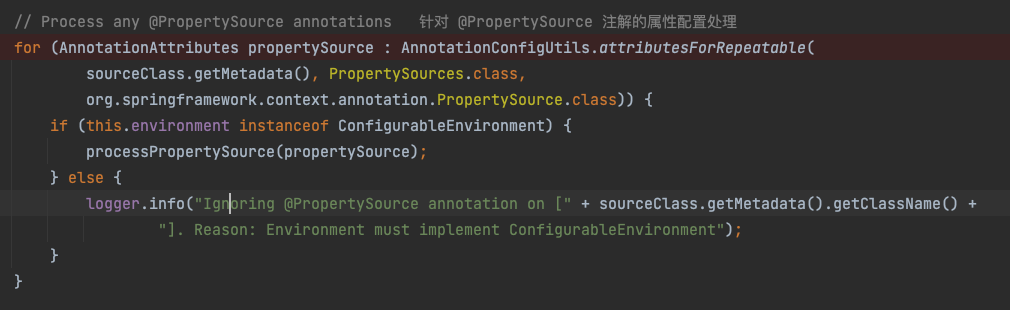 // Process any @PropertySource annotations   针对 @PropertySource 注解的属性配置处理
for (AnnotationAttributes propertySource : AnnotationConfigUtils.attributesForRepeatable(
        sourceClass.getMetadata(), PropertySources.class,
        org.springframework.context.annotation.PropertySource.class)) {
    if (this.environment instanceof ConfigurableEnvironment) {
        processPropertySource(propertySource);
    } else {
        logger.info("Ignoring @PropertySource annotation on [" + sourceClass.getMetadata().getClassName() +
                "]. Reason: Environment must implement ConfigurableEnvironment");
    }
}